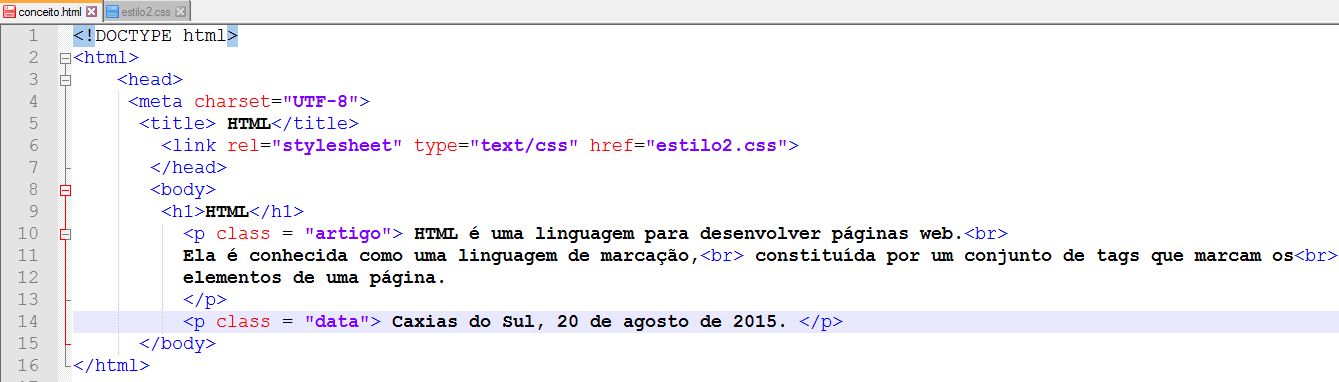 conceito.html estilo2.css
1 <!DOCTYPE html>
2 <html>
3 <head>
4 <meta charset="UTF-8">
5 <title> HTML</title>
6 <link rel="stylesheet" type="text/css" href="estilo2.css">
7 </head>
8 <body>
9 <h1>HTML</h1>
10 <p class = "artigo"> HTML é uma linguagem para desenvolver páginas web.<br>
11 Ela é conhecida como uma linguagem de marcação,<br> constituída por um conjunto de tags que marcam os<br>
12 elementos de uma página.
13 </p>
14 <p class = "data"> Caxias do Sul, 20 de agosto de 2015. </p>
15 </body>
16 </html>